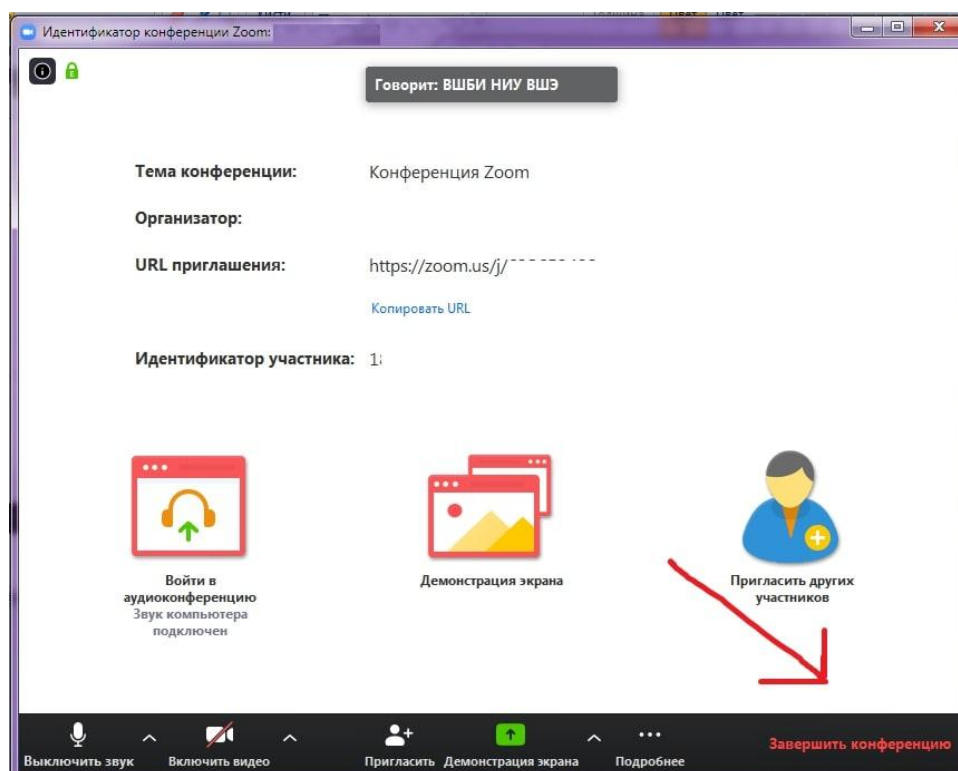 Идентификатор конференции Zoom:
Говорит: ВШБИ НИУ ВШЭ
Тема конференции: Конференция Zoom
Организатор:
URL приглашения: https://zoom.us/j/
Копировать URL
Идентификатор участника:
Войти в
аудиоконференцию
Звук компьютера
подключен
Демонстрация экрана
Пригласить других
участников
Выключить звук Включить видео Пригласить Демонстрация экрана Подробнее Завершить конференцию